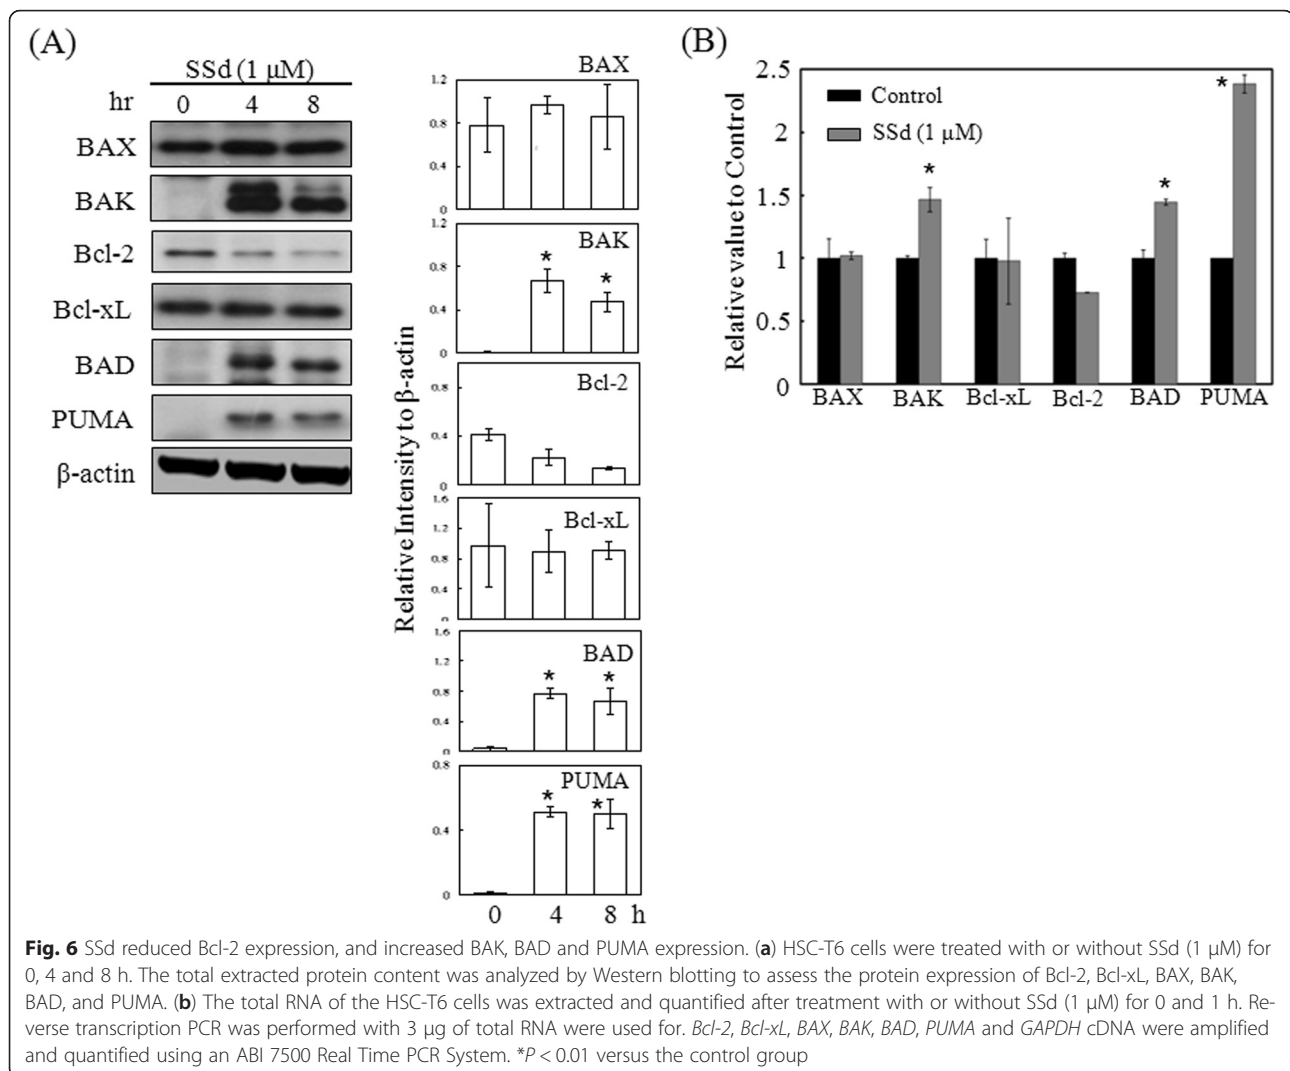 (A)
SSd (1 μM)
hr 0 4 8
BAX
BAK
Bcl-2
Bcl-xL
BAD
PUMA
β-actin
Relative Intensity to β-actin
BAX
1.2
0.8
0.4
0
BAK
1.2
0.8
0.4
0
Bcl-2
0.8
0.4
0
Bcl-xL
1.6
1.2
0.8
0.4
0
BAD
1.6
1.2
0.8
0.4
0
* *
PUMA
0.8
0.4
0
* *
0 4 8 h
(B)
Relative value to Control
2.5
2
1.5
1
0.5
0
Control
SSd (1 μM)
* * * *
BAX BAK Bcl-xL Bcl-2 BAD PUMA
Fig. 6 SSd reduced Bcl-2 expression, and increased BAK, BAD and PUMA expression. (a) HSC-T6 cells were treated with or without SSd (1 μM) for
0, 4 and 8 h. The total extracted protein content was analyzed by Western blotting to assess the protein expression of Bcl-2, Bcl-xL, BAX, BAK,
BAD, and PUMA. (b) The total RNA of the HSC-T6 cells was extracted and quantified after treatment with or without SSd (1 μM) for 0 and 1 h. Re-
verse transcription PCR was performed with 3 μg of total RNA were used for. Bcl-2, Bcl-xL, BAX, BAK, BAD, PUMA and GAPDH cDNA were amplified
and quantified using an ABI 7500 Real Time PCR System. *P < 0.01 versus the control group